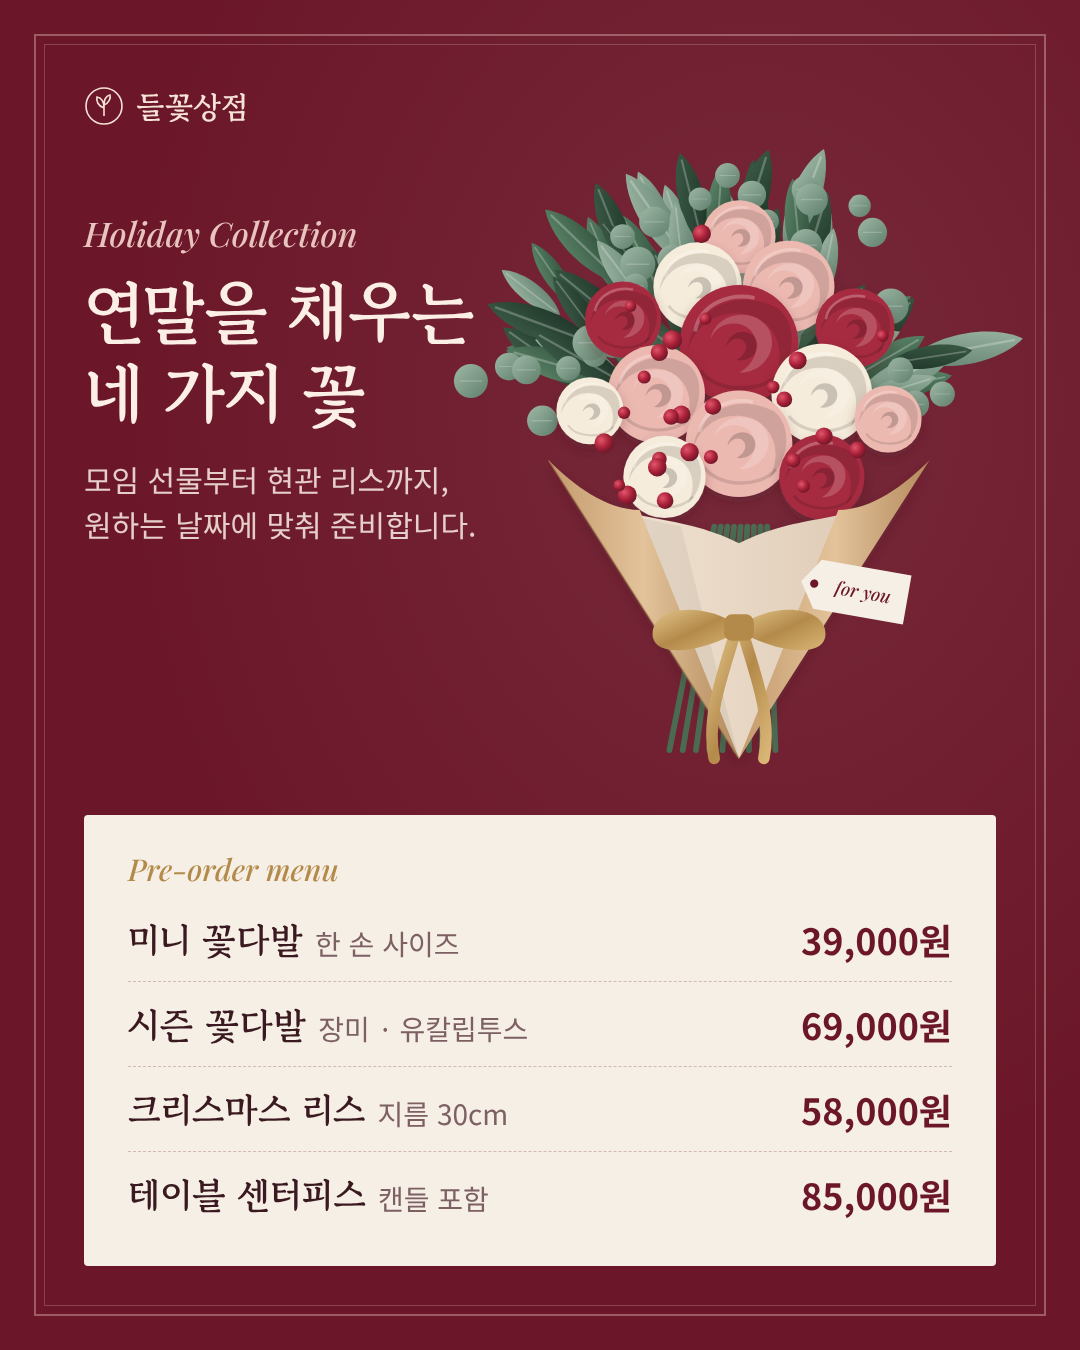 들꽃상점
Holiday Collection
연말을 채우는
네 가지 꽃
모임 선물부터 현관 리스까지,
원하는 날짜에 맞춰 준비합니다.
for you
Pre-order menu
미니 꽃다발 한 손 사이즈 39,000원
시즌 꽃다발 장미 · 유칼립투스 69,000원
크리스마스 리스 지름 30cm 58,000원
테이블 센터피스 캔들 포함 85,000원